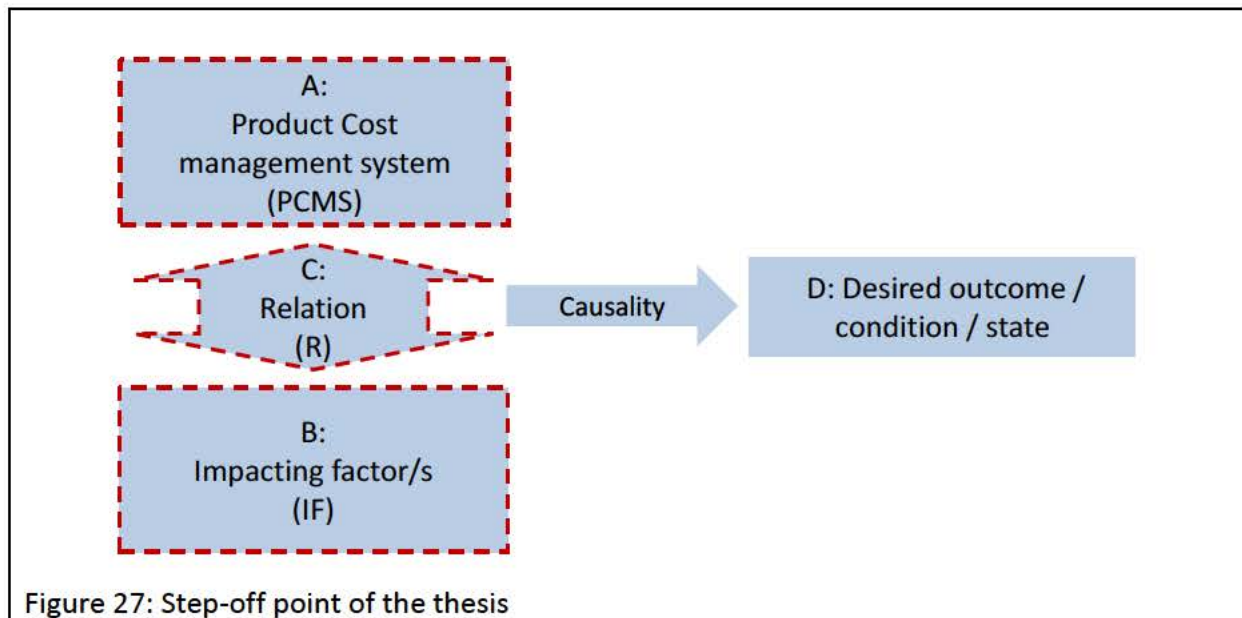 A:
Product Cost
management system
(PCMS)
C:
Relation
(R)
Causality
D: Desired outcome /
condition / state
B:
Impacting factor/s
(IF)
Figure 27: Step-off point of the thesis